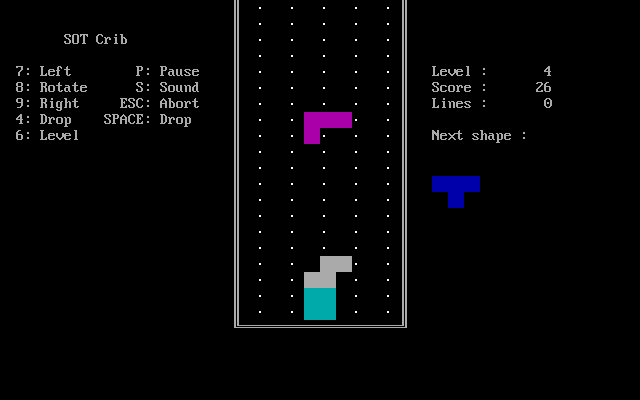 SOT Crib
7: Left P: Pause
8: Rotate S: Sound
9: Right ESC: Abort
4: Drop SPACE: Drop
6: Level
Level : 4
Score : 26
Lines : 0
Next shape :